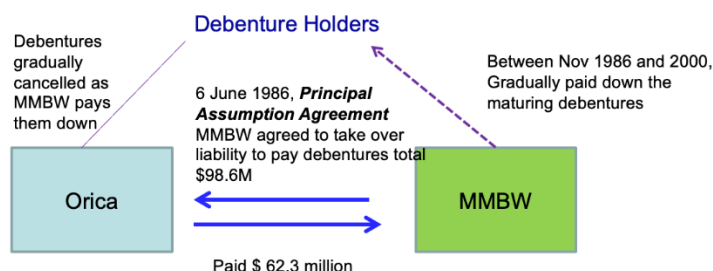 Debenture Holders
Debentures
gradually
cancelled as
MMBW pays
them down
6 June 1986, Principal
Assumption Agreement
MMBW agreed to take over
liability to pay debentures total
$98.6M
Between Nov 1986 and 2000,
Gradually paid down the
maturing debentures
Orica
MMBW
Paid $ 62.3 million